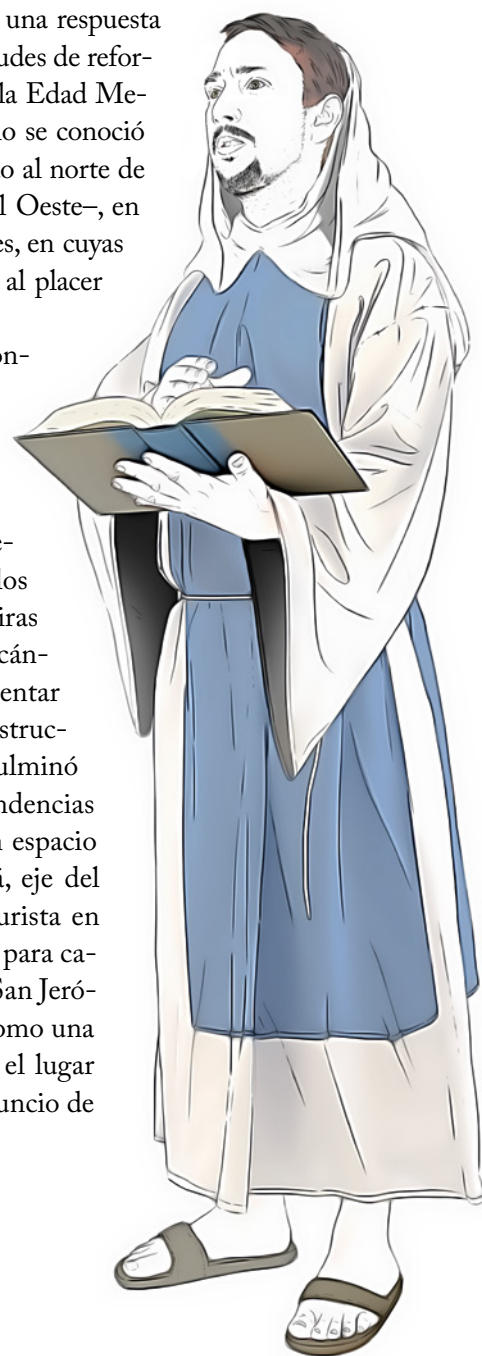 una respuesta
udes de refor-
la Edad Me-
o se conoció
o al norte de
l Oeste–, en
es, en cuyas
al placer
on-
e-
los
iras
cán-
entar
struc-
ulminó
ndencias
n espacio
í, eje del
urista en
para ca-
San Jeró-
omo una
el lugar
uncio de